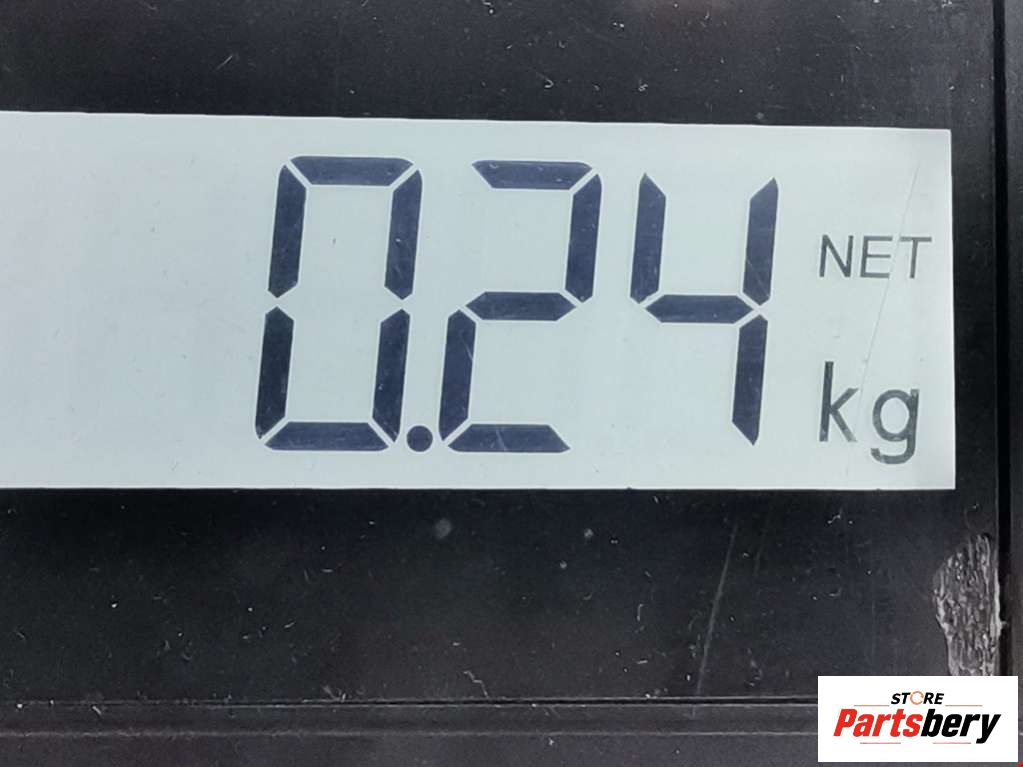 0.24
NET
kg
STORE
Partsbery